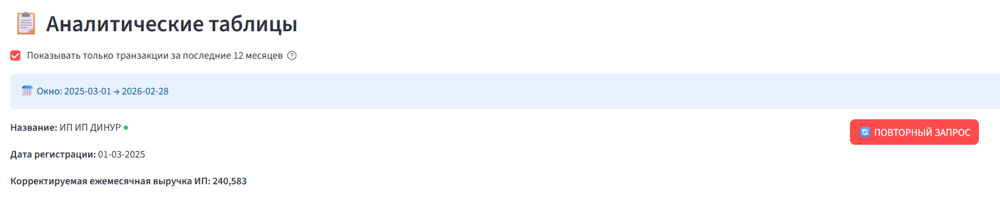 Аналитические таблицы
Показывать только транзакции за последние 12 месяцев
Окно: 2025-03-01 → 2026-02-28
Название: ИП ИП ДИНУР
ПОВТОРНЫЙ ЗАПРОС
Дата регистрации: 01-03-2025
Корректируемая ежемесячная выручка ИП: 240,583